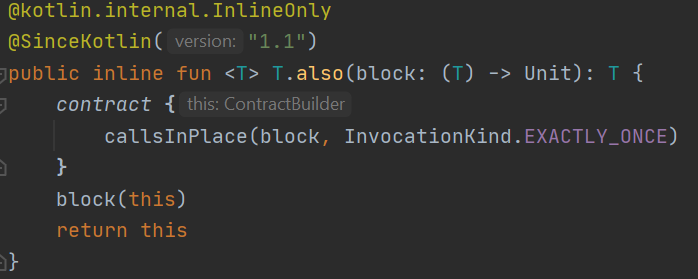 @kotlin.internal.InlineOnly
@SinceKotlin( version: "1.1")
public inline fun <T> T.also(block: (T) -> Unit): T {
    contract { this: ContractBuilder
        callsInPlace(block, InvocationKind.EXACTLY_ONCE)
    }
    block(this)
    return this
}